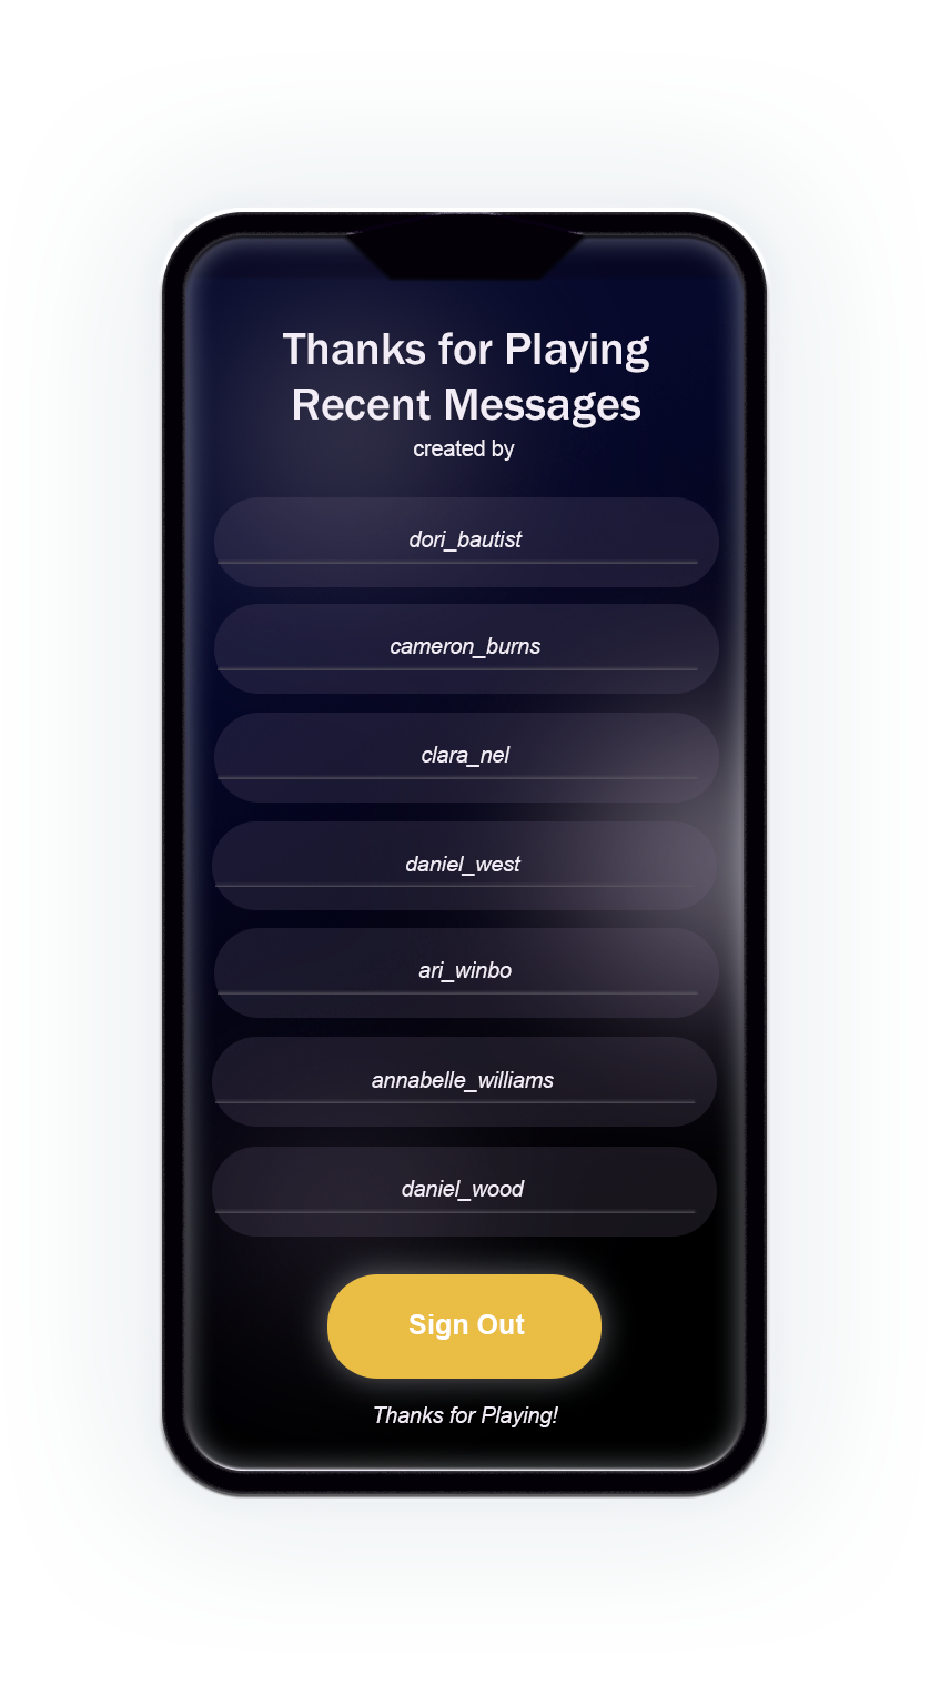 Thanks for Playing
Recent Messages
created by
dori_bautist
cameron_burns
clara_nel
daniel_west
ari_winbo
annabelle_williams
daniel_wood
Sign Out
Thanks for Playing!